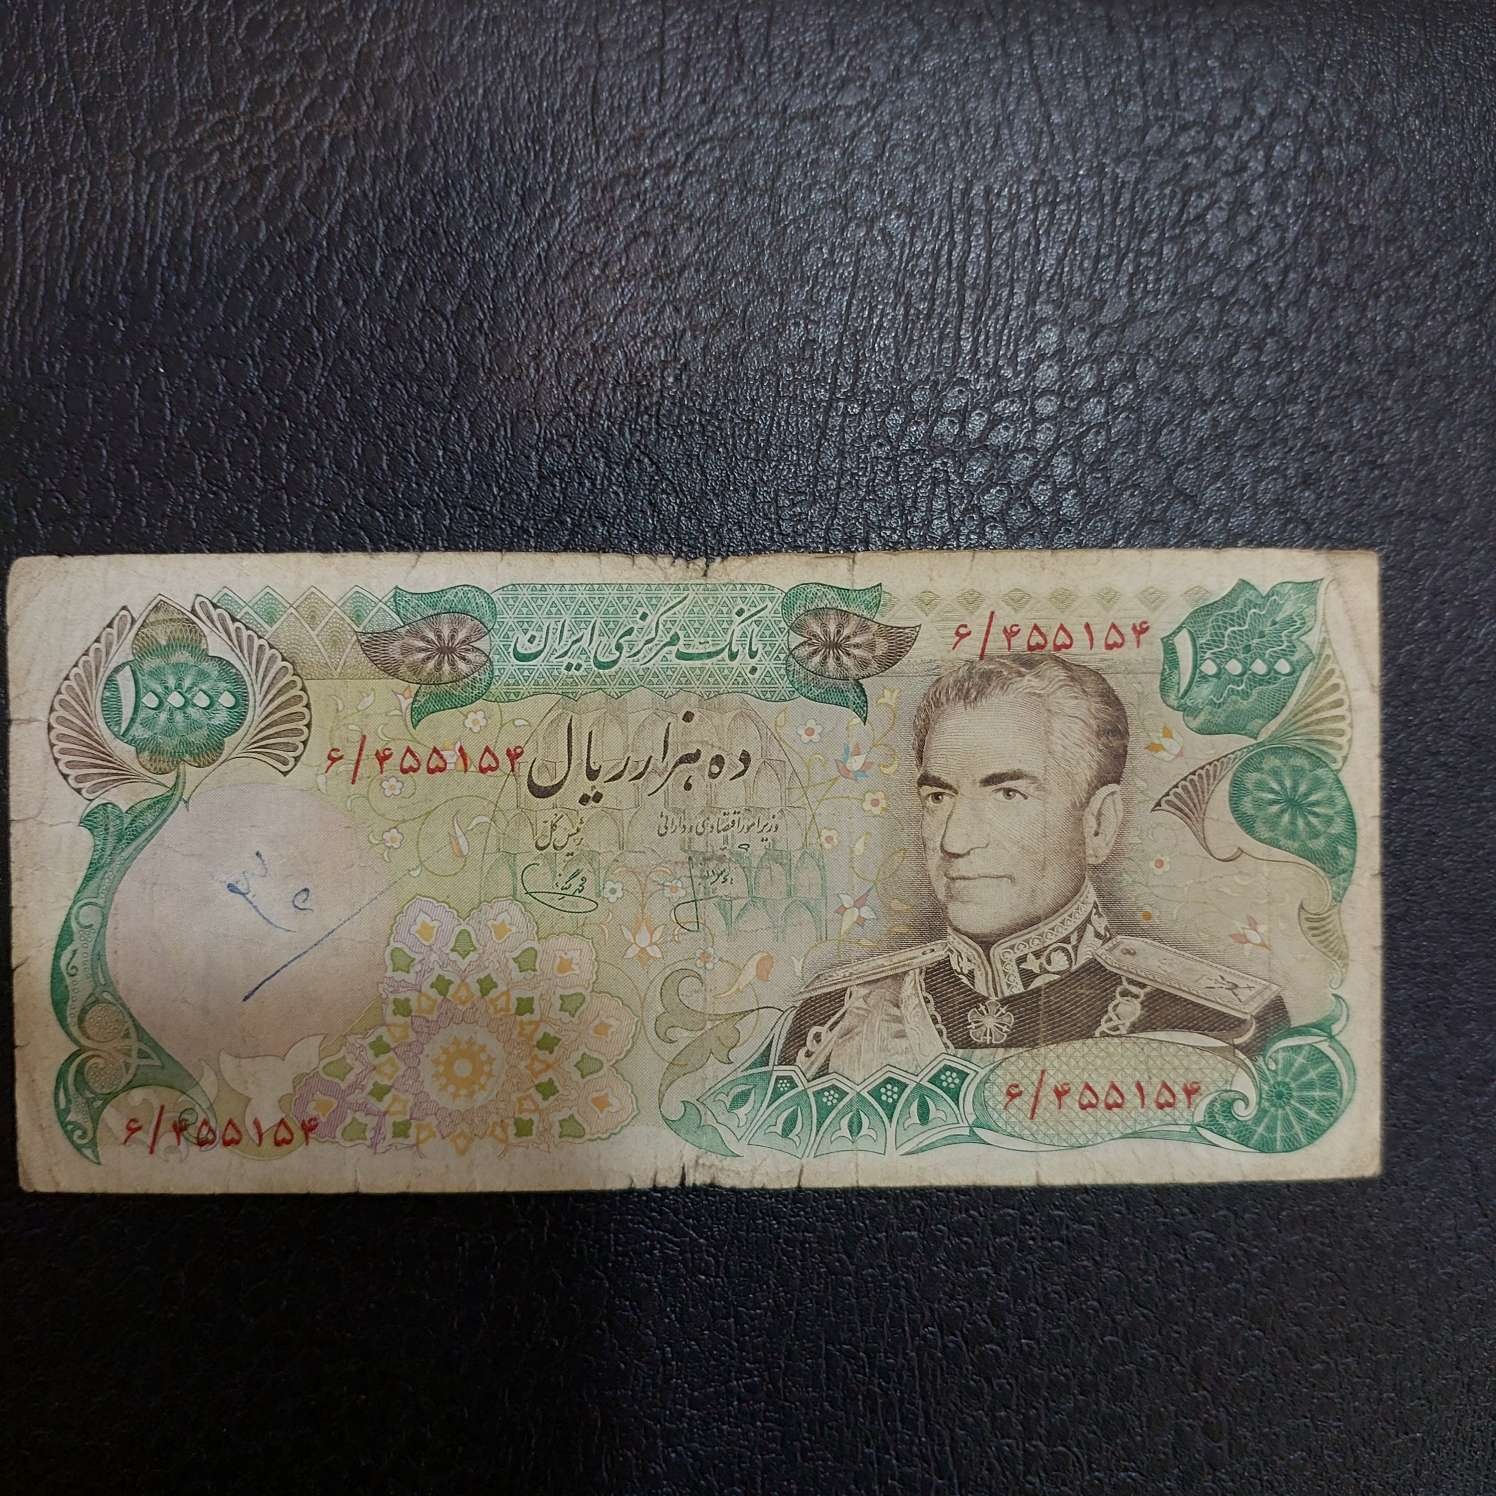 بانک مرکزی ایران
۶/۴۵۵۱۵۴
۱۰۰۰۰
۱۰۰۰۰
ده هزار ریال
۶/۴۵۵۱۵۴
وزیر امور اقتصادی و دارائی
رئیس کل
۶/۴۵۵۱۵۴
۶/۴۵۵۱۵۴